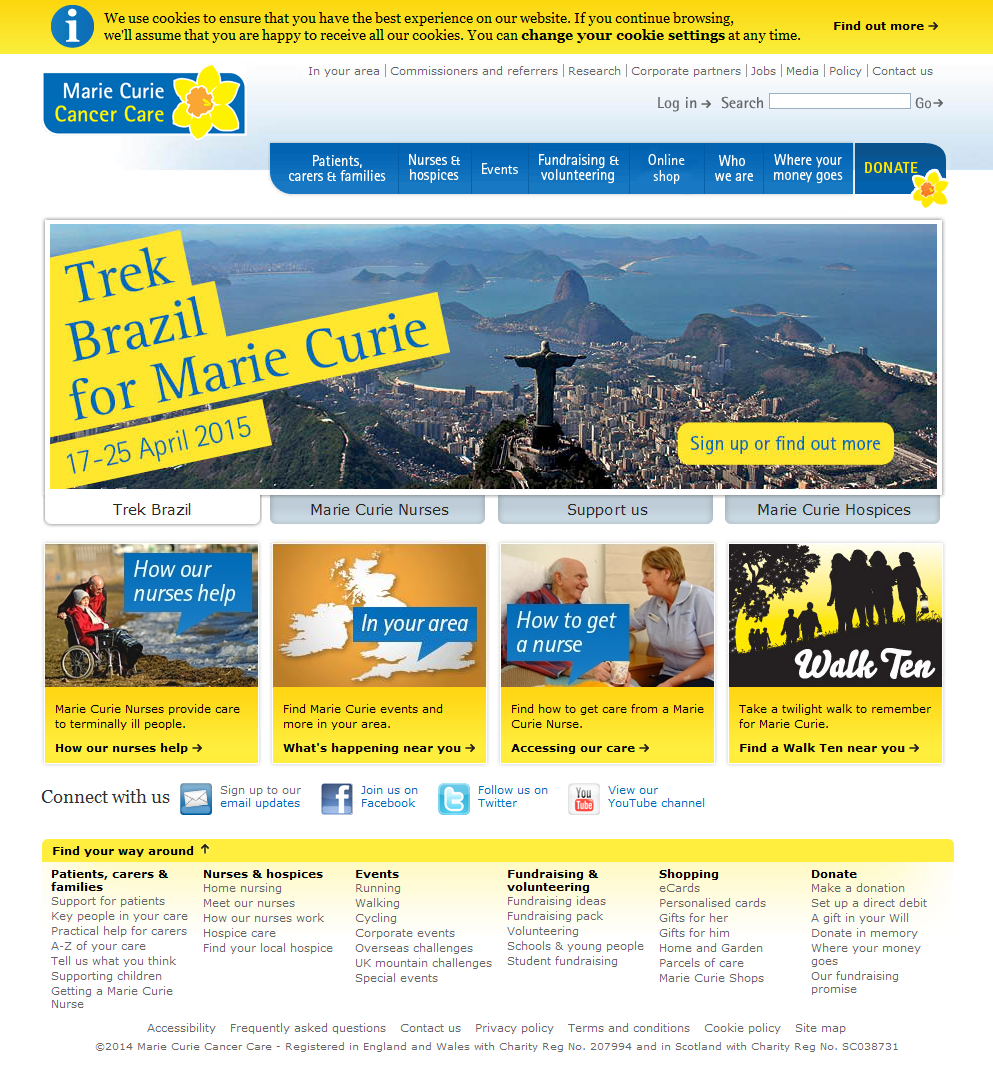 We use cookies to ensure that you have the best experience on our website. If you continue browsing,
we'll assume that you are happy to receive all our cookies. You can change your cookie settings at any time.
Find out more →
In your area | Commissioners and referrers | Research | Corporate partners | Jobs | Media | Policy | Contact us
Marie Curie
Cancer Care
Log in → Search Go→
Patients,
carers & families
Nurses &
hospices
Events
Fundraising &
volunteering
Online
shop
Who
we are
Where your
money goes
DONATE
Trek
Brazil
for Marie Curie
17-25 April 2015
Sign up or find out more
Trek Brazil
Marie Curie Nurses
Support us
Marie Curie Hospices
How our
nurses help
Marie Curie Nurses provide care
to terminally ill people.
How our nurses help →
In your area
Find Marie Curie events and
more in your area.
What's happening near you →
How to get
a nurse
Find how to get care from a Marie
Curie Nurse.
Accessing our care →
Walk Ten
Take a twilight walk to remember
for Marie Curie.
Find a Walk Ten near you →
Connect with us
Sign up to our
email updates
Join us on
Facebook
Follow us on
Twitter
You
Tube
View our
YouTube channel
Find your way around ↑
Patients, carers &
families
Support for patients
Key people in your care
Practical help for carers
A-Z of your care
Tell us what you think
Supporting children
Getting a Marie Curie
Nurse
Nurses & hospices
Home nursing
Meet our nurses
How our nurses work
Hospice care
Find your local hospice
Events
Running
Walking
Cycling
Corporate events
Overseas challenges
UK mountain challenges
Special events
Fundraising &
volunteering
Fundraising ideas
Fundraising pack
Volunteering
Schools & young people
Student fundraising
Shopping
eCards
Personalised cards
Gifts for her
Gifts for him
Home and Garden
Parcels of care
Marie Curie Shops
Donate
Make a donation
Set up a direct debit
A gift in your Will
Donate in memory
Where your money
goes
Our fundraising
promise
Accessibility Frequently asked questions Contact us Privacy policy Terms and conditions Cookie policy Site map
©2014 Marie Curie Cancer Care - Registered in England and Wales with Charity Reg No. 207994 and in Scotland with Charity Reg No. SC038731